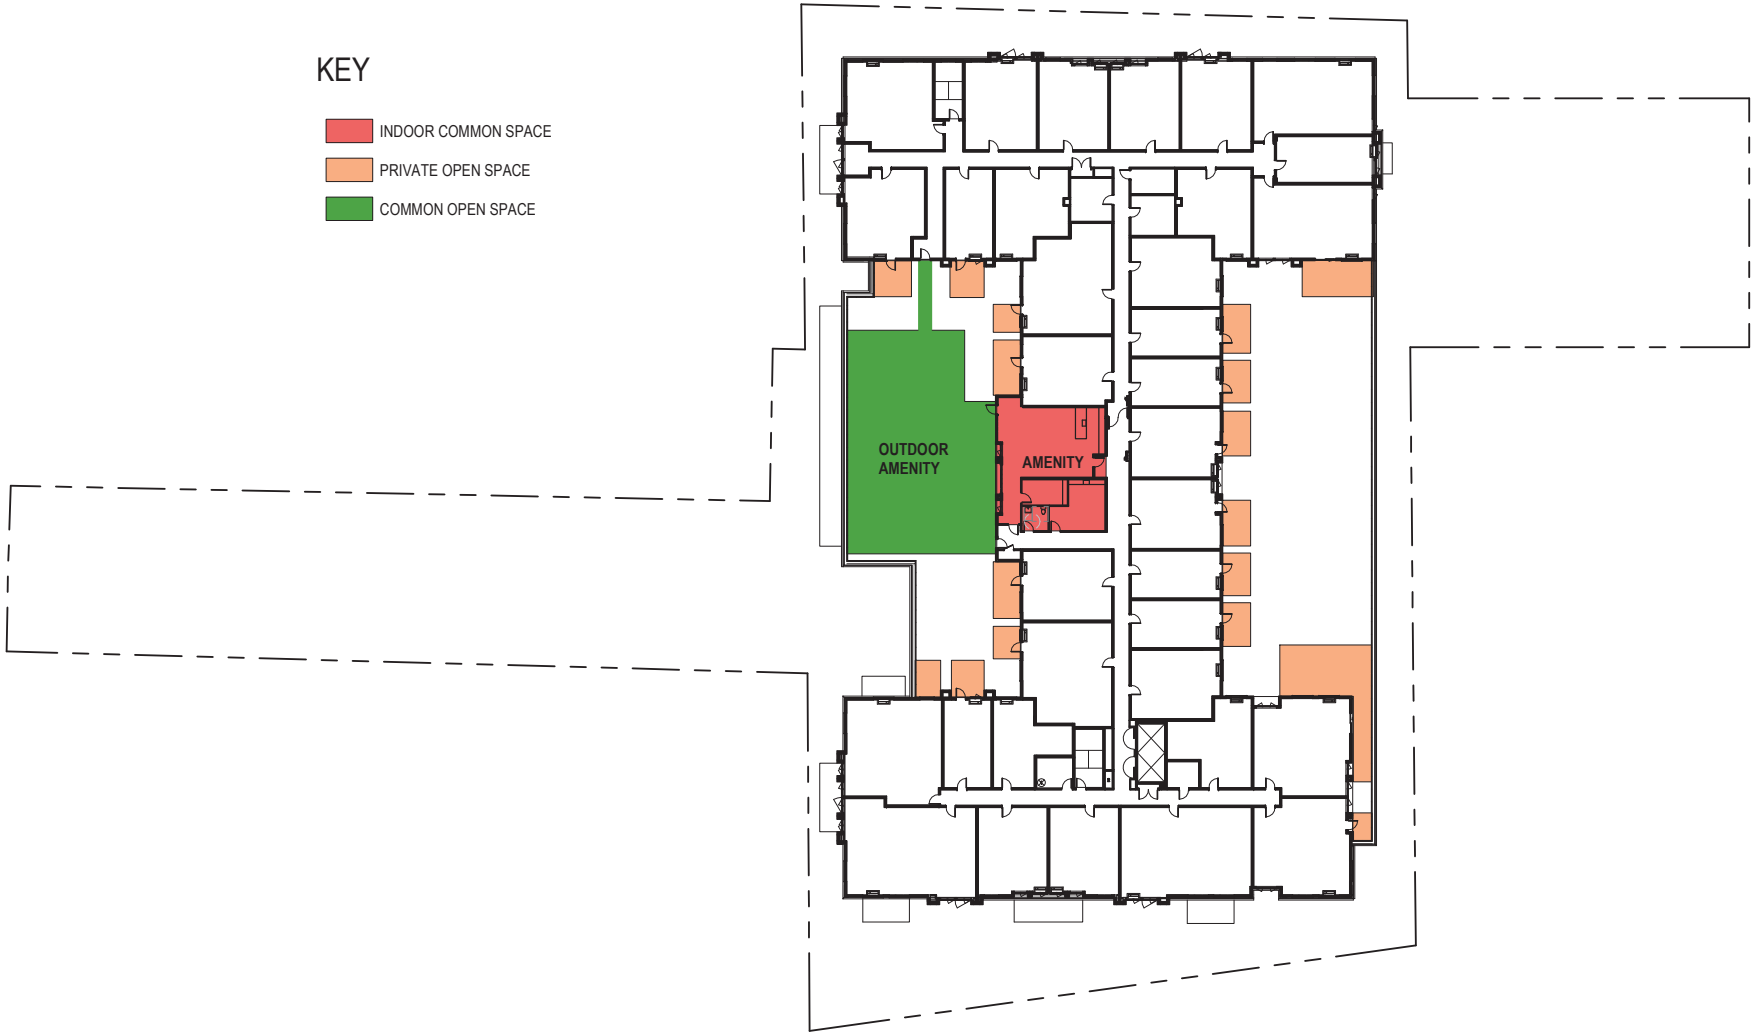 KEY
INDOOR COMMON SPACE
PRIVATE OPEN SPACE
COMMON OPEN SPACE
OUTDOOR
AMENITY
AMENITY